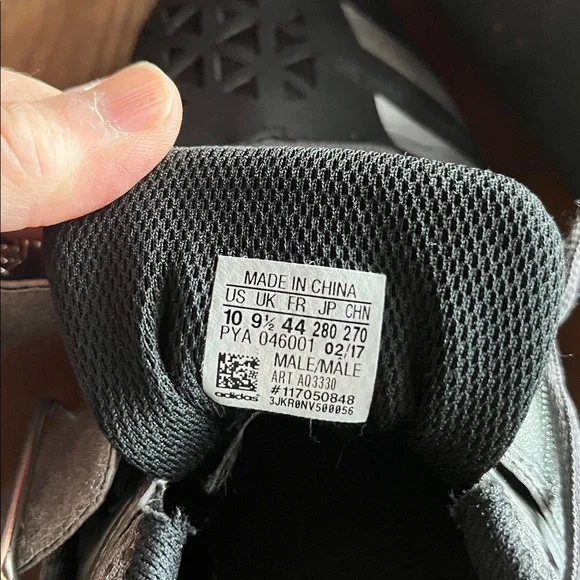 MADE IN CHINA
US UK FR JP CHN
10 9½ 44 280 270
PYA 046001 02/17
MALE/MALE
ART AQ3330
#117050848
adidas 3JKR0NV500056